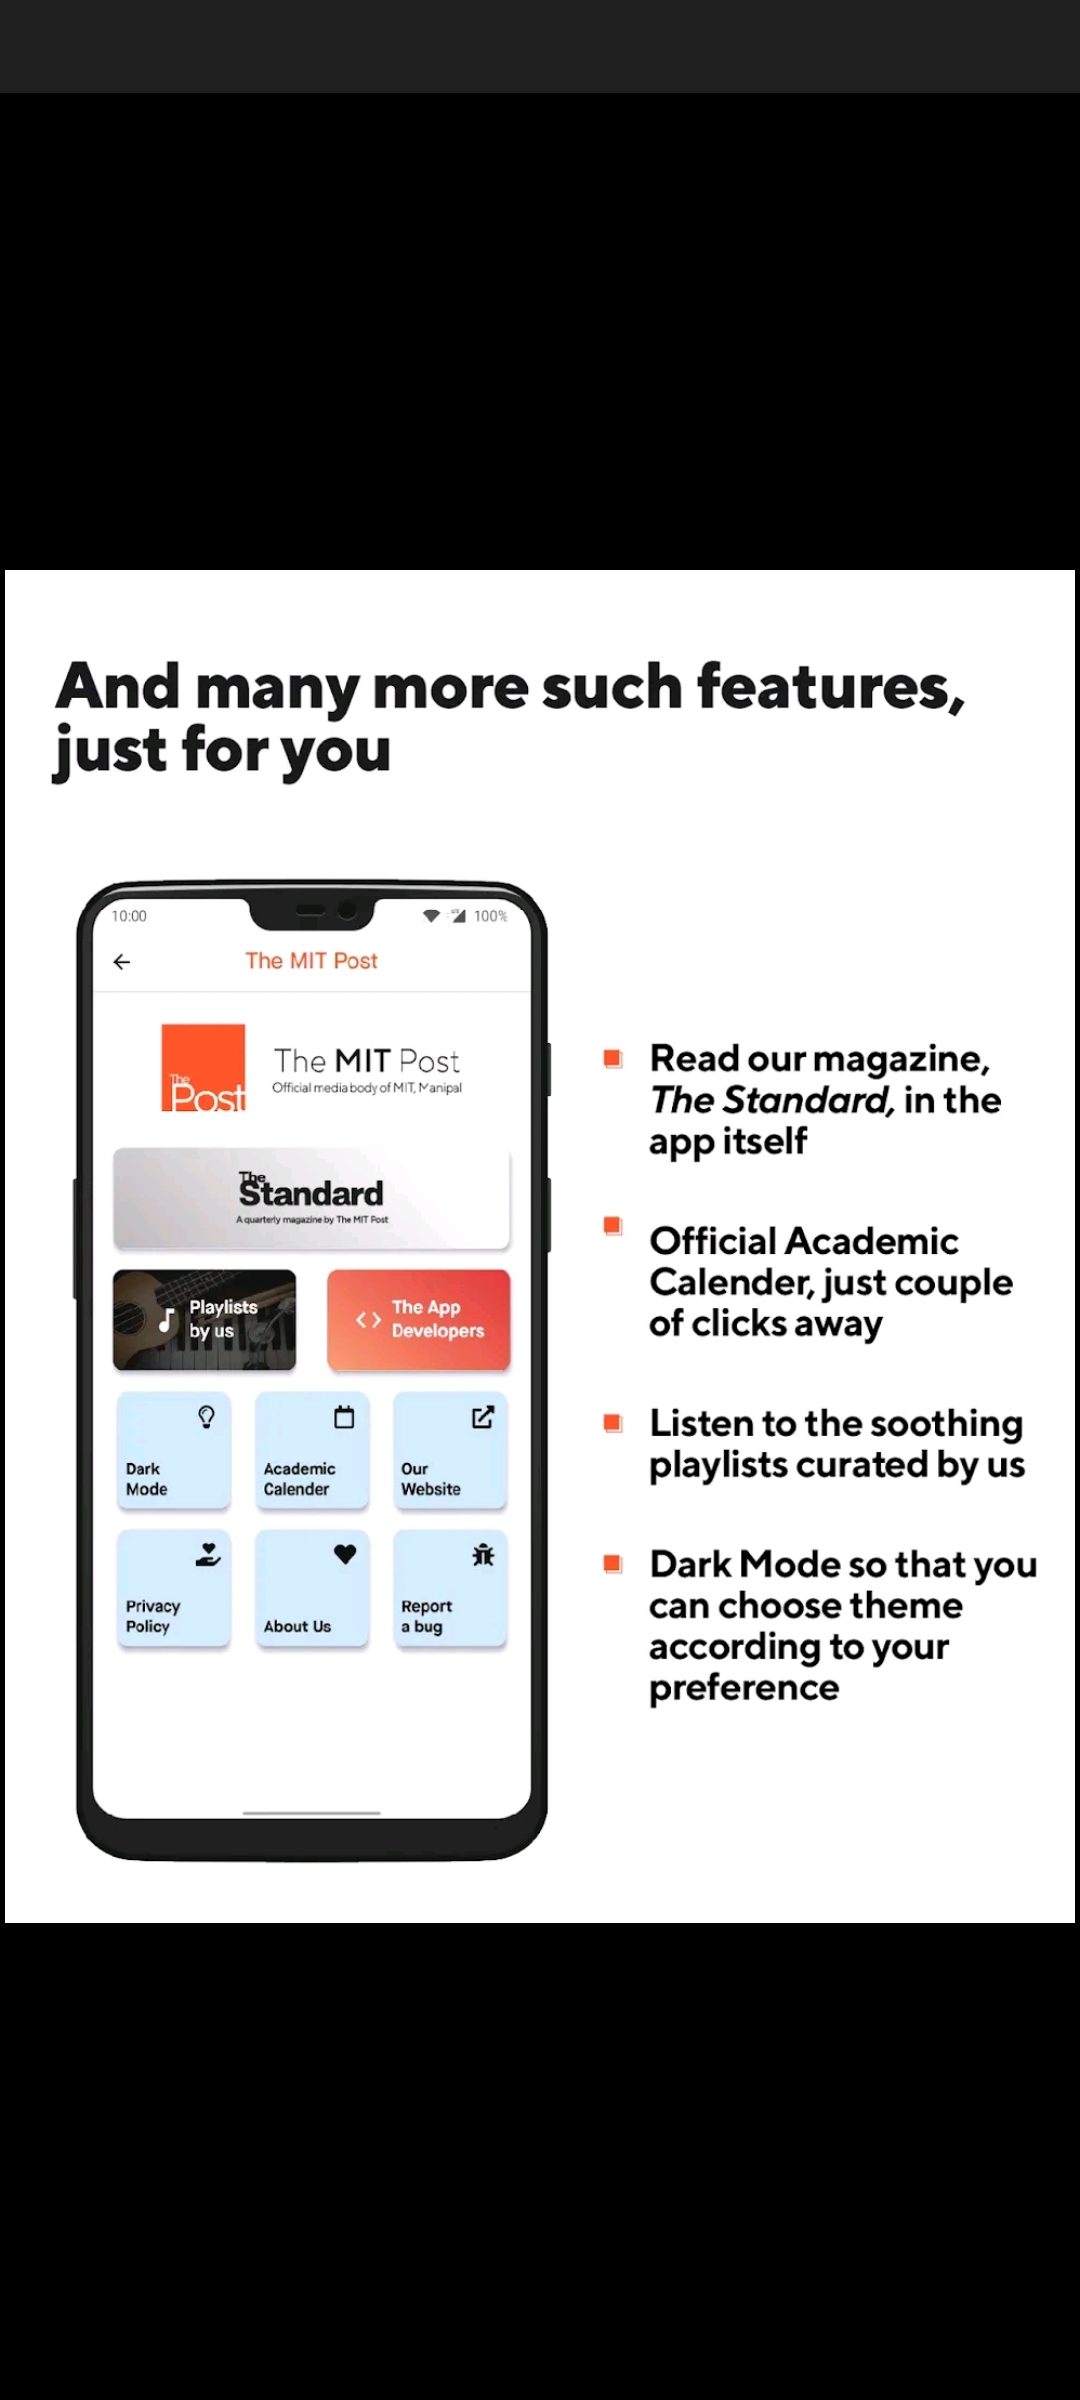 And many more such features,
just for you
10:00
LTE
100%
The MIT Post
The
Post
The MIT Post
Official media body of MIT, Manipal
The
Standard
A quarterly magazine by The MIT Post
Playlists
by us
The App
Developers
Dark
Mode
Academic
Calender
Our
Website
Privacy
Policy
About Us
Report
a bug
Read our magazine,
The Standard, in the
app itself
Official Academic
Calender, just couple
of clicks away
Listen to the soothing
playlists curated by us
Dark Mode so that you
can choose theme
according to your
preference